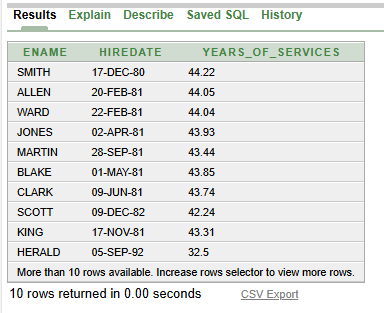 Results Explain Describe Saved SQL History
ENAME HIREDATE YEARS_OF_SERVICES
SMITH 17-DEC-80 44.22
ALLEN 20-FEB-81 44.05
WARD 22-FEB-81 44.04
JONES 02-APR-81 43.93
MARTIN 28-SEP-81 43.44
BLAKE 01-MAY-81 43.85
CLARK 09-JUN-81 43.74
SCOTT 09-DEC-82 42.24
KING 17-NOV-81 43.31
HERALD 05-SEP-92 32.5
More than 10 rows available. Increase rows selector to view more rows.
10 rows returned in 0.00 seconds CSV Export